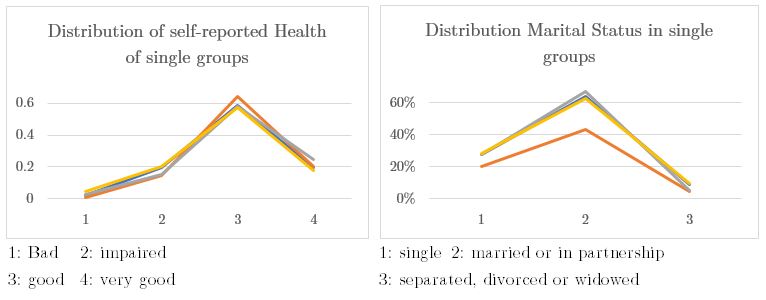 Distribution of self-reported Health
of single groups
0.6
0.4
0.2
0
1 2 3 4
1: Bad 2: impaired
3: good 4: very good
Distribution Marital Status in single
groups
60%
40%
20%
0%
1 2 3
1: single 2: married or in partnership
3: separated, divorced or widowed